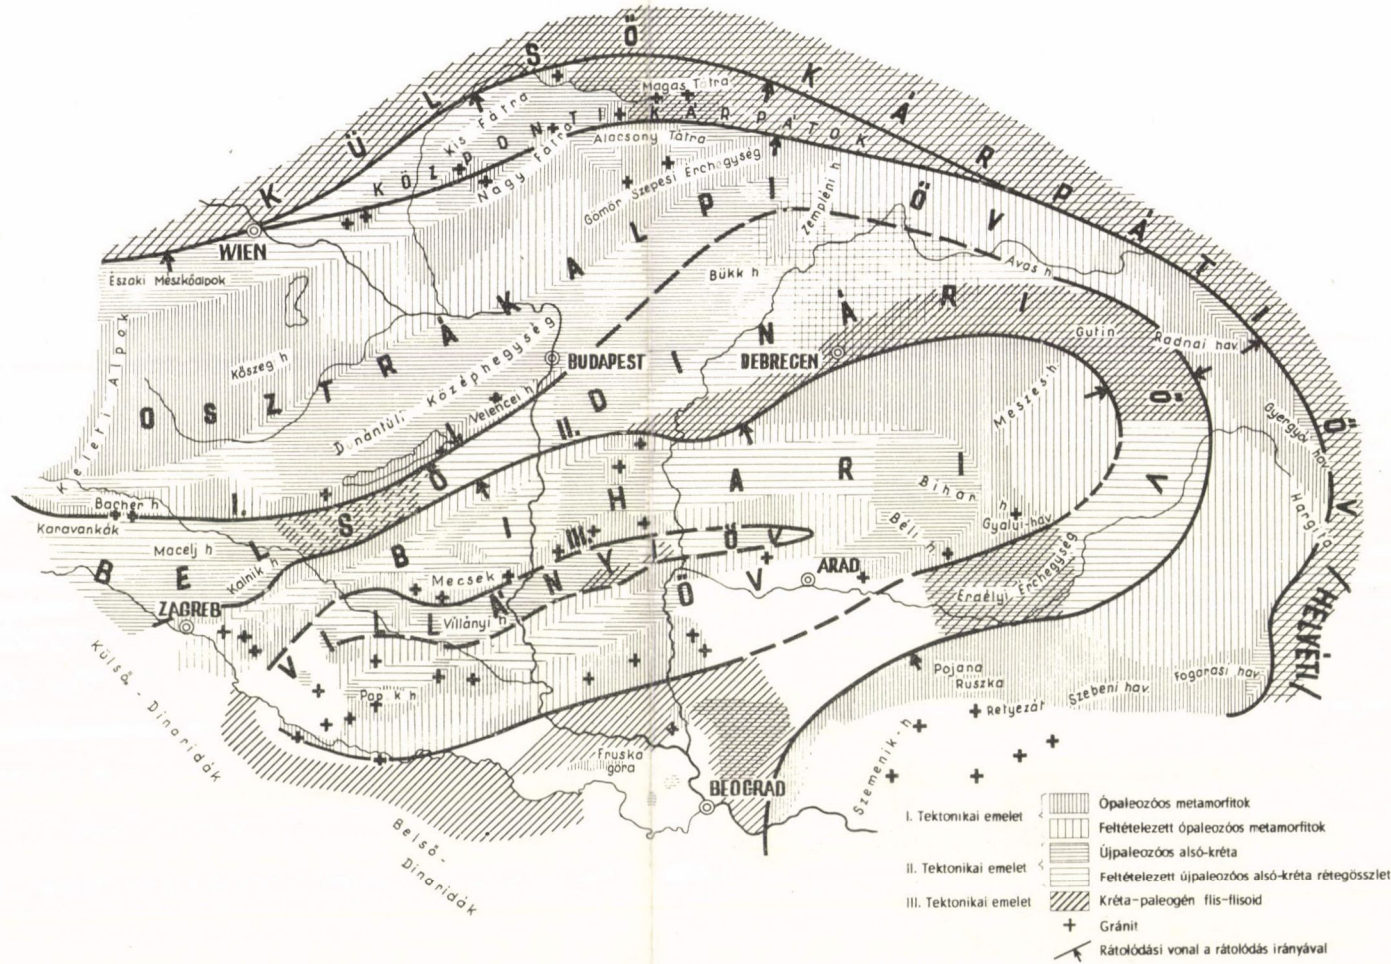 KÜLSŐ KÁRPÁTI ÖV
KÖZPONTI KÁRPÁTOK
Magas Tátra
Kis Fátra
Nagy Fátra
Alacsony Tátra
Gömör Szepesi Érchegység
Zempléni h
WIEN
Északi Mészkőalpok
Keleti Alpok
OSZTRÁK ALPI ÖV
Kőszeg h
Bükk h
Avas h
Dunántúli Középhegység
BUDAPEST
DEBRECEN
Gutin
Radnai hav.
Velencei h
Meszes h.
Gyergyói hav.
Hargita
BELSŐ DINÁRI ÖV
I.
II.
III.
Bacher h
Karavankák
Macelj h
Kalnik h
BIHARI ÖV
Bihar h
Gyalui-hav.
Béli h
Mecsek
VILLÁNYI ÖV
Villányi h
ARAD
Erdélyi Érchegység
ZAGREB
Külső-Dinaridák
Pap. k h
Pojana
Ruszka
Szebeni hav.
Fogarasi hav.
/HELVÉTI/
Retyezát
Szemenik-h
Fruska
góra
BEOGRAD
Belső-
Dinaridák
I. Tektonikai emelet
Ópaleozóos metamorfitok
Feltételezett ópaleozóos metamorfitok
II. Tektonikai emelet
Újpaleozóos alsó-kréta
Feltételezett újpaleozóos alsó-kréta rétegösszlet
III. Tektonikai emelet
Kréta-paleogén flis-flisoid
Gránit
Rátolódási vonal a rátolódás irányával